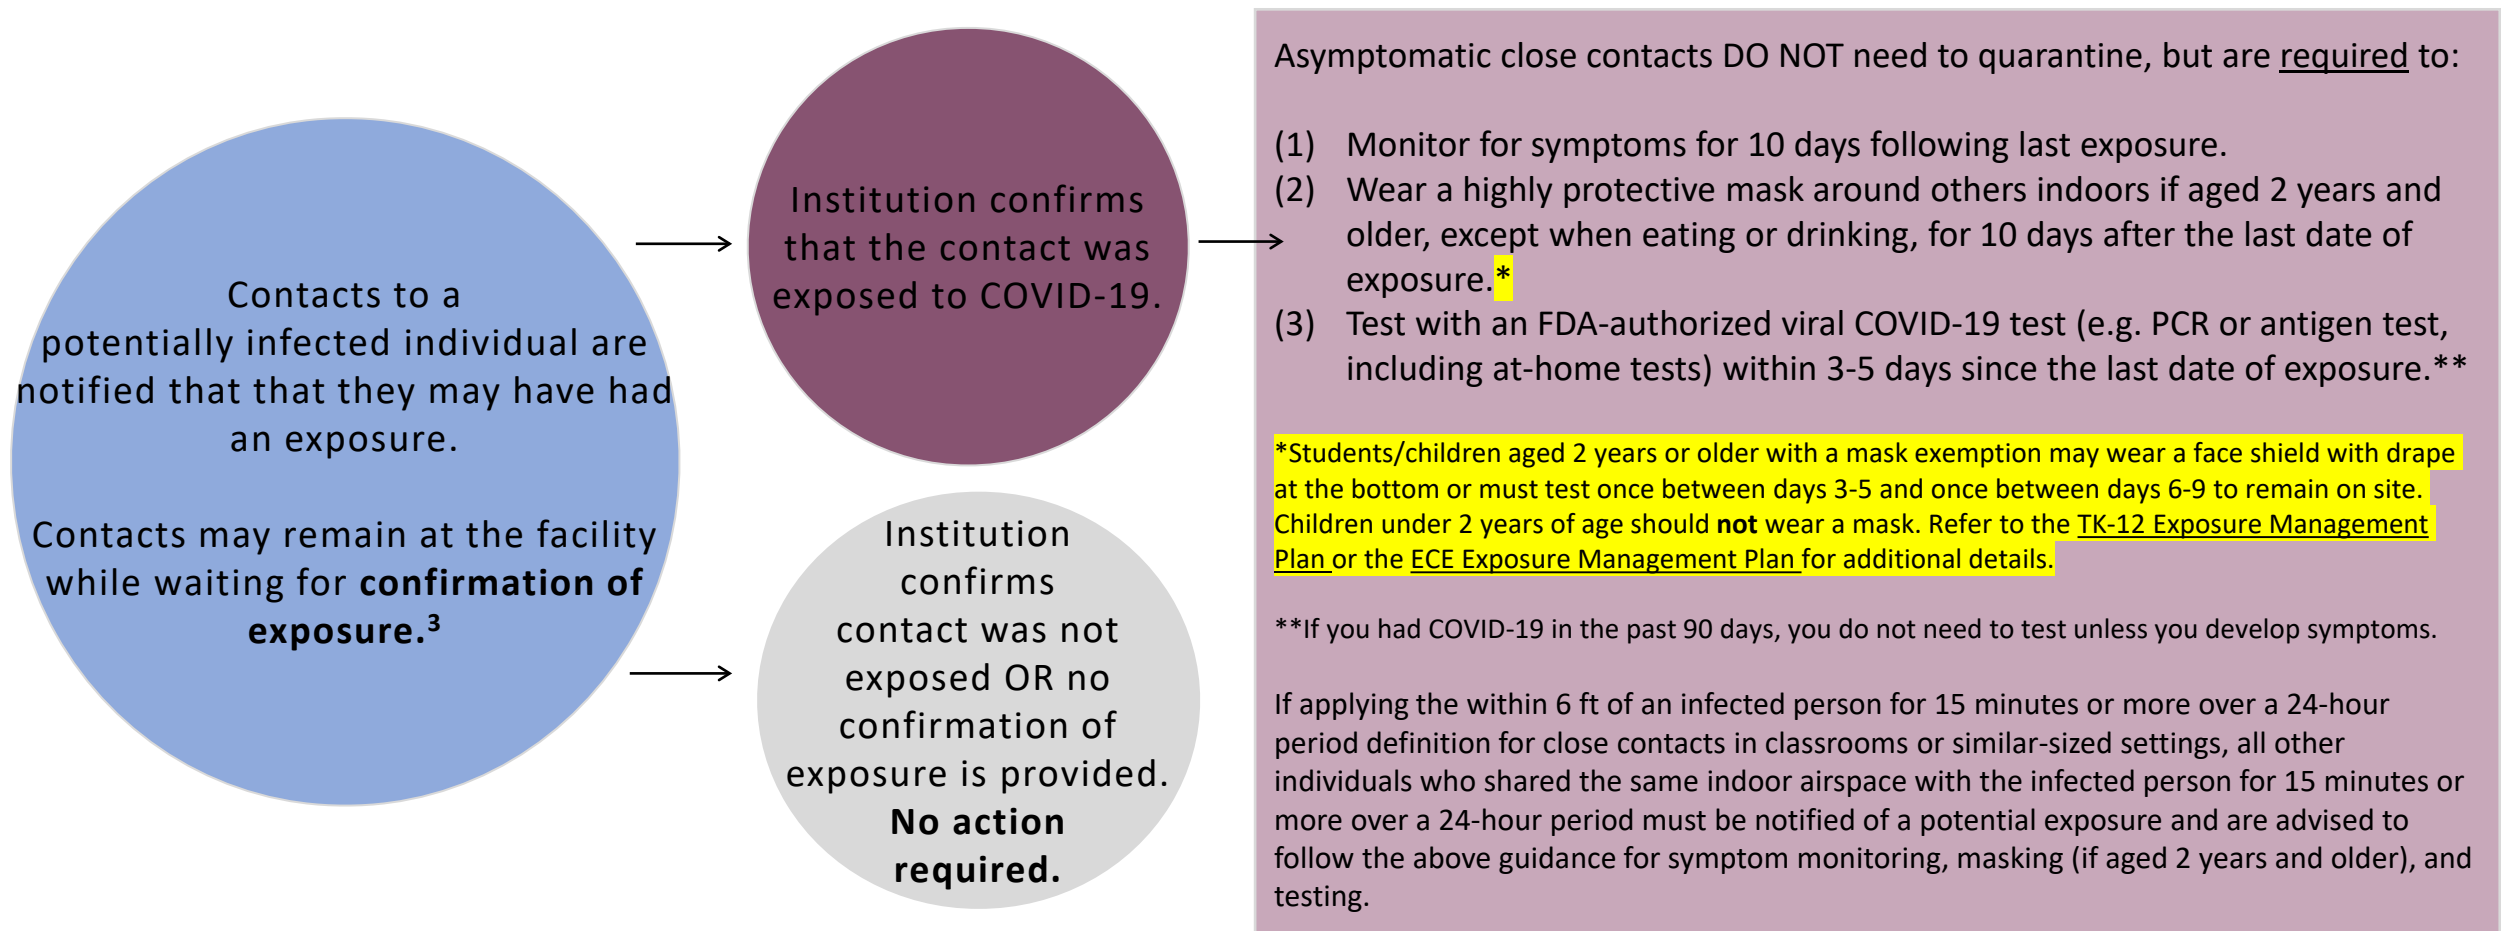 Contacts to a
potentially infected individual are
notified that that they may have had
an exposure.
Contacts may remain at the facility
while waiting for confirmation of
exposure.³
Institution confirms
that the contact was
exposed to COVID-19.
Institution
confirms
contact was not
exposed OR no
confirmation of
exposure is provided.
No action
required.
Asymptomatic close contacts DO NOT need to quarantine, but are required to:
(1) Monitor for symptoms for 10 days following last exposure.
(2) Wear a highly protective mask around others indoors if aged 2 years and
older, except when eating or drinking, for 10 days after the last date of
exposure.*
(3) Test with an FDA-authorized viral COVID-19 test (e.g. PCR or antigen test,
including at-home tests) within 3-5 days since the last date of exposure.**
*Students/children aged 2 years or older with a mask exemption may wear a face shield with drape
at the bottom or must test once between days 3-5 and once between days 6-9 to remain on site.
Children under 2 years of age should not wear a mask. Refer to the TK-12 Exposure Management
Plan or the ECE Exposure Management Plan for additional details.
**If you had COVID-19 in the past 90 days, you do not need to test unless you develop symptoms.
If applying the within 6 ft of an infected person for 15 minutes or more over a 24-hour
period definition for close contacts in classrooms or similar-sized settings, all other
individuals who shared the same indoor airspace with the infected person for 15 minutes or
more over a 24-hour period must be notified of a potential exposure and are advised to
follow the above guidance for symptom monitoring, masking (if aged 2 years and older), and
testing.